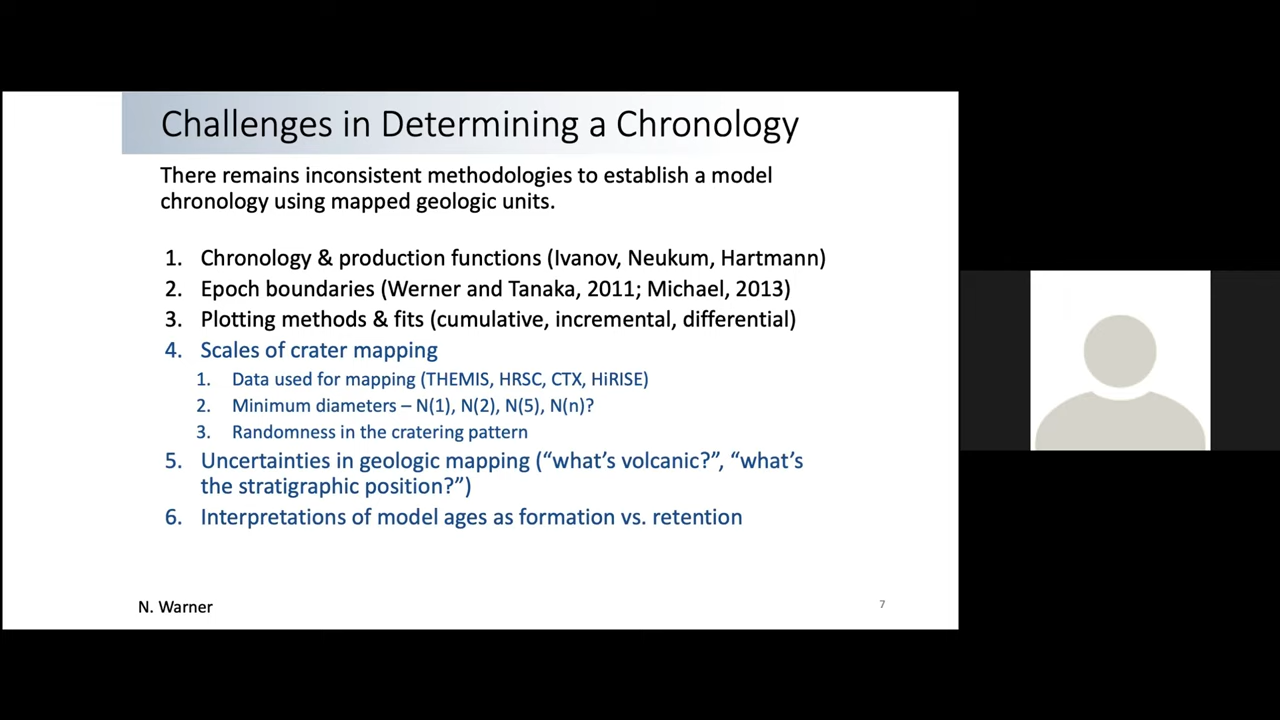 Challenges in Determining a Chronology
There remains inconsistent methodologies to establish a model
chronology using mapped geologic units.
1. Chronology & production functions (Ivanov, Neukum, Hartmann)
2. Epoch boundaries (Werner and Tanaka, 2011; Michael, 2013)
3. Plotting methods & fits (cumulative, incremental, differential)
4. Scales of crater mapping
1. Data used for mapping (THEMIS, HRSC, CTX, HiRISE)
2. Minimum diameters – N(1), N(2), N(5), N(n)?
3. Randomness in the cratering pattern
5. Uncertainties in geologic mapping (“what’s volcanic?”, “what’s
the stratigraphic position?”)
6. Interpretations of model ages as formation vs. retention
N. Warner
7